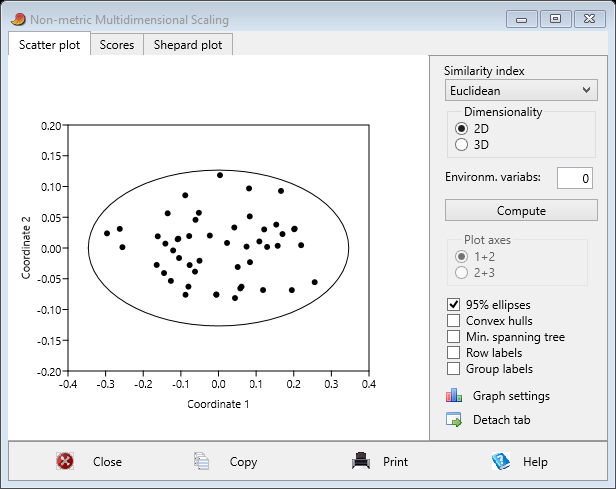 Non-metric Multidimensional Scaling
Scatter plot Scores Shepard plot
Similarity index
Euclidean
Dimensionality
2D
3D
Environm. variabs: 0
Compute
Plot axes
1+2
2+3
95% ellipses
Convex hulls
Min. spanning tree
Row labels
Group labels
Graph settings
Detach tab
0.20
0.15
0.10
0.05
0.00
-0.05
-0.10
-0.15
-0.20
Coordinate 2
-0.4 -0.3 -0.2 -0.1 0.0 0.1 0.2 0.3 0.4
Coordinate 1
Close Copy Print Help